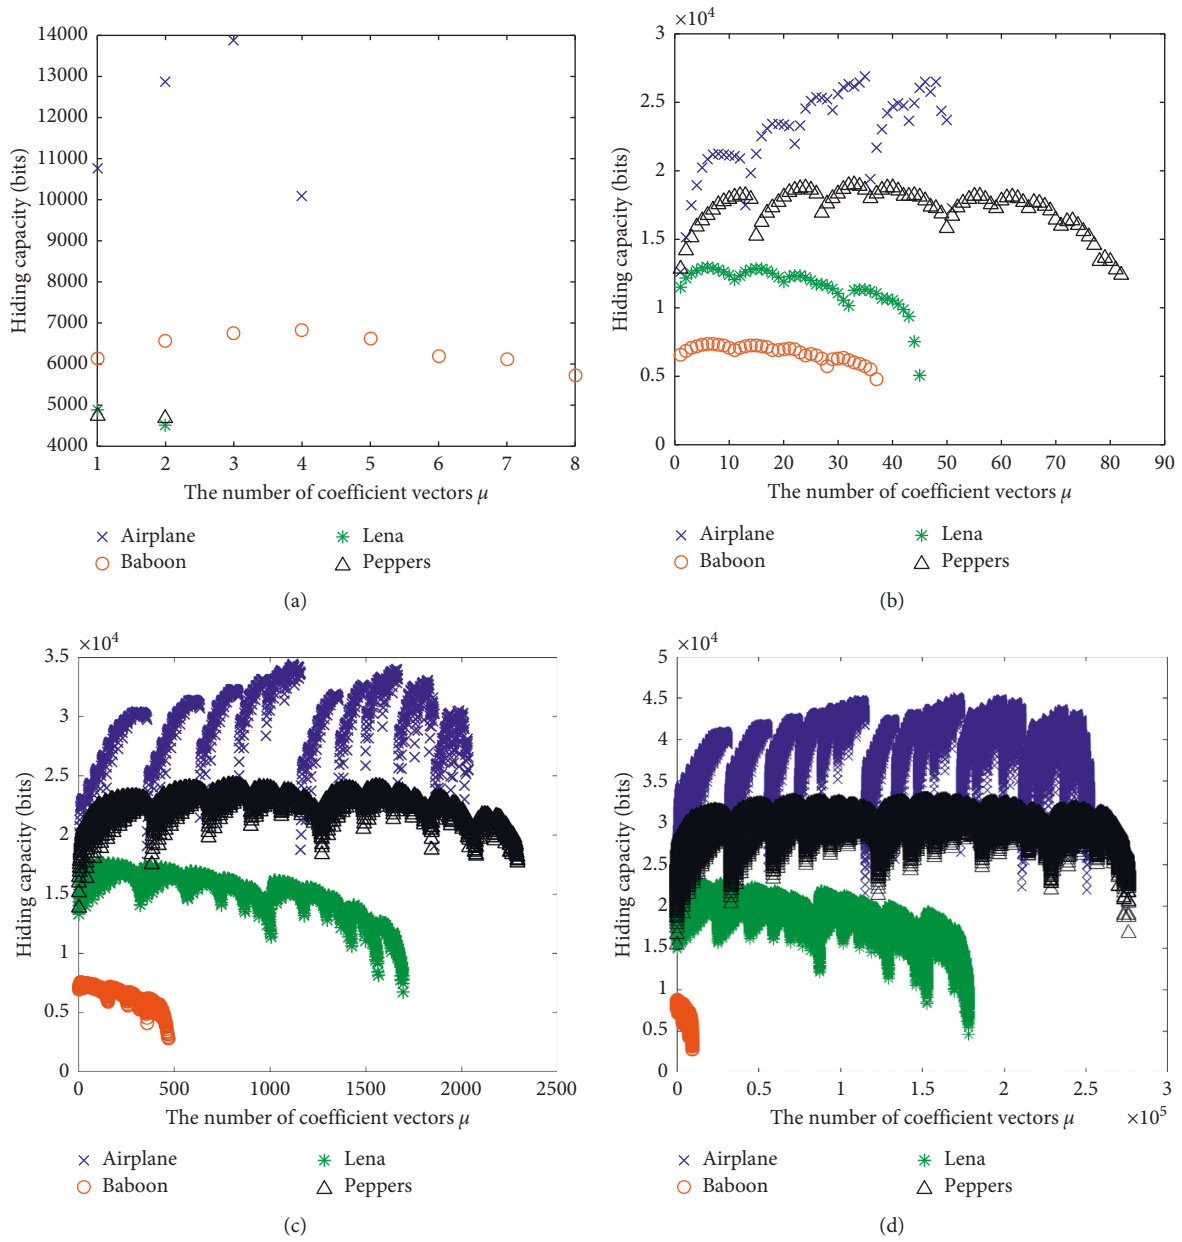 14000
13000
12000
11000
10000
9000
8000
7000
6000
5000
4000
Hiding capacity (bits)
1 2 3 4 5 6 7 8
The number of coefficient vectors μ
× Airplane
Baboon
Lena
Peppers
(a)
×10⁴
3
2.5
2
1.5
1
0.5
0
Hiding capacity (bits)
0 10 20 30 40 50 60 70 80 90
The number of coefficient vectors μ
Airplane
Baboon
Lena
Peppers
(b)
×10⁴
3.5
3
2.5
2
1.5
1
0.5
0
Hiding capacity (bits)
0 500 1000 1500 2000 2500
The number of coefficient vectors μ
Airplane
Baboon
Lena
Peppers
(c)
×10⁴
5
4.5
4
3.5
3
2.5
2
1.5
1
0.5
0
Hiding capacity (bits)
0 0.5 1 1.5 2 2.5 3
The number of coefficient vectors μ
×10⁵
Airplane
Baboon
Lena
Peppers
(d)